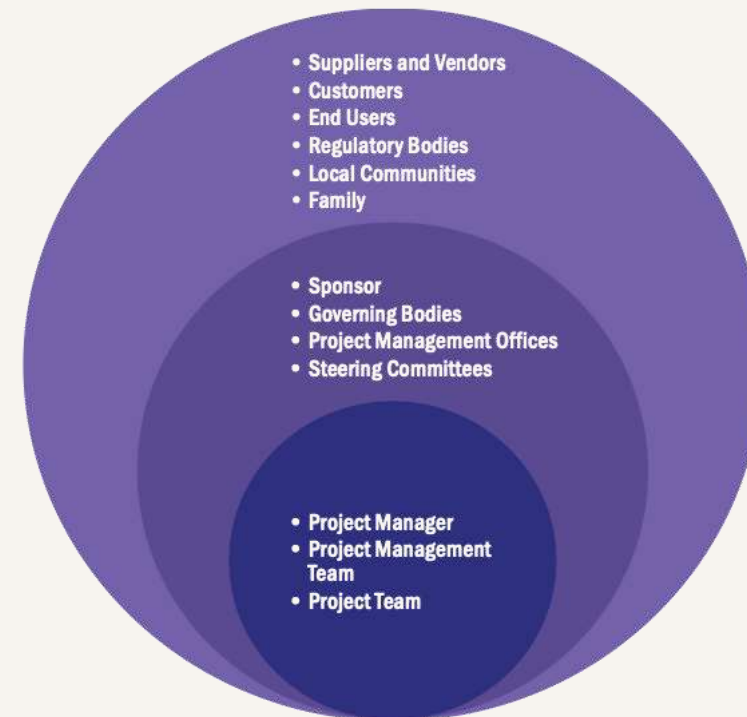 • Suppliers and Vendors
• Customers
• End Users
• Regulatory Bodies
• Local Communities
• Family
• Sponsor
• Governing Bodies
• Project Management Offices
• Steering Committees
• Project Manager
• Project Management
Team
• Project Team